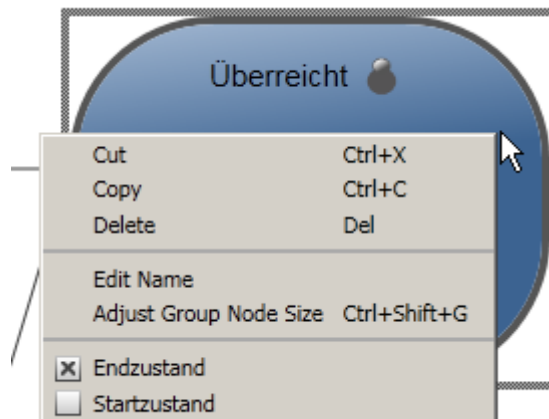 Überreicht
Cut Ctrl+X
Copy Ctrl+C
Delete Del
Edit Name
Adjust Group Node Size Ctrl+Shift+G
Endzustand
Startzustand